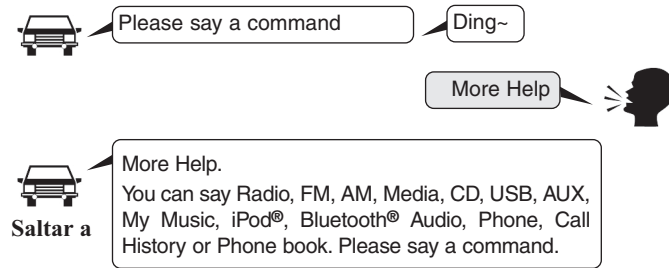 Please say a command
Ding~
More Help
More Help.
You can say Radio, FM, AM, Media, CD, USB, AUX,
My Music, iPod®, Bluetooth® Audio, Phone, Call
History or Phone book. Please say a command.
Saltar a